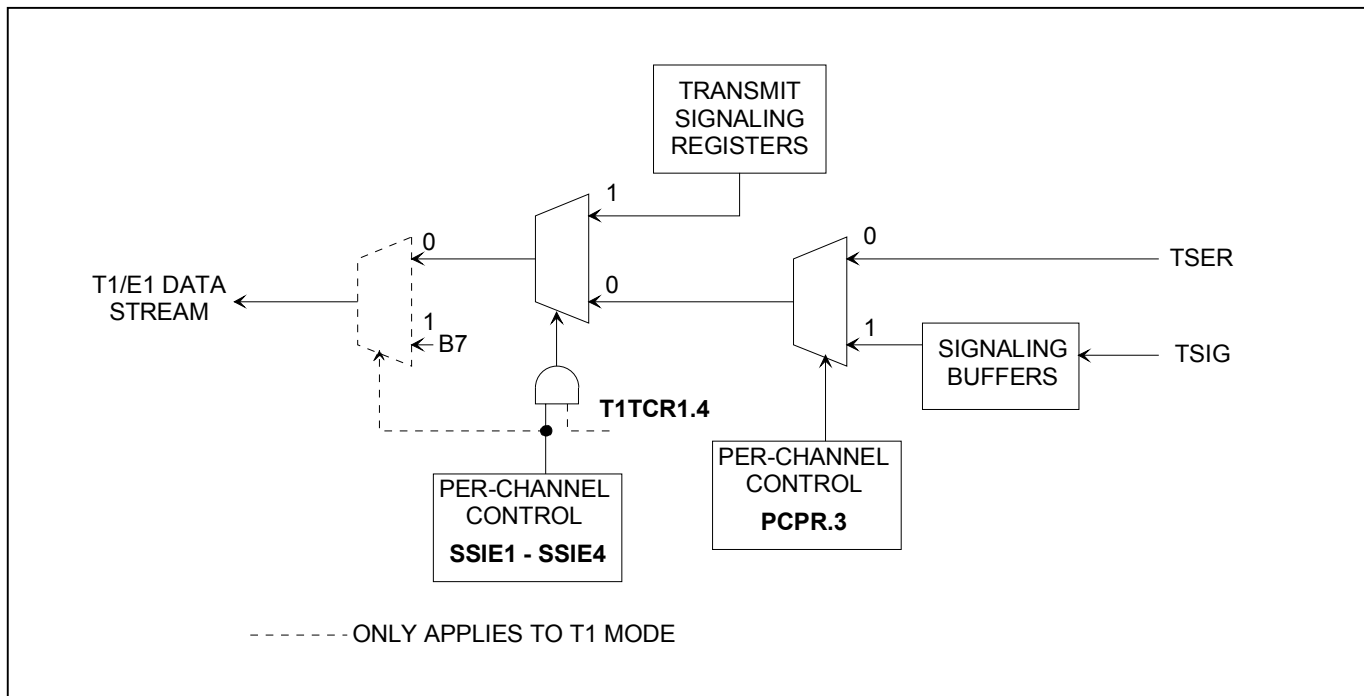 TRANSMIT
SIGNALING
REGISTERS
1
0
0
0
TSER
T1/E1 DATA
STREAM
1
B7
1
SIGNALING
BUFFERS
TSIG
T1TCR1.4
PER-CHANNEL
CONTROL
SSIE1 - SSIE4
PER-CHANNEL
CONTROL
PCPR.3
ONLY APPLIES TO T1 MODE